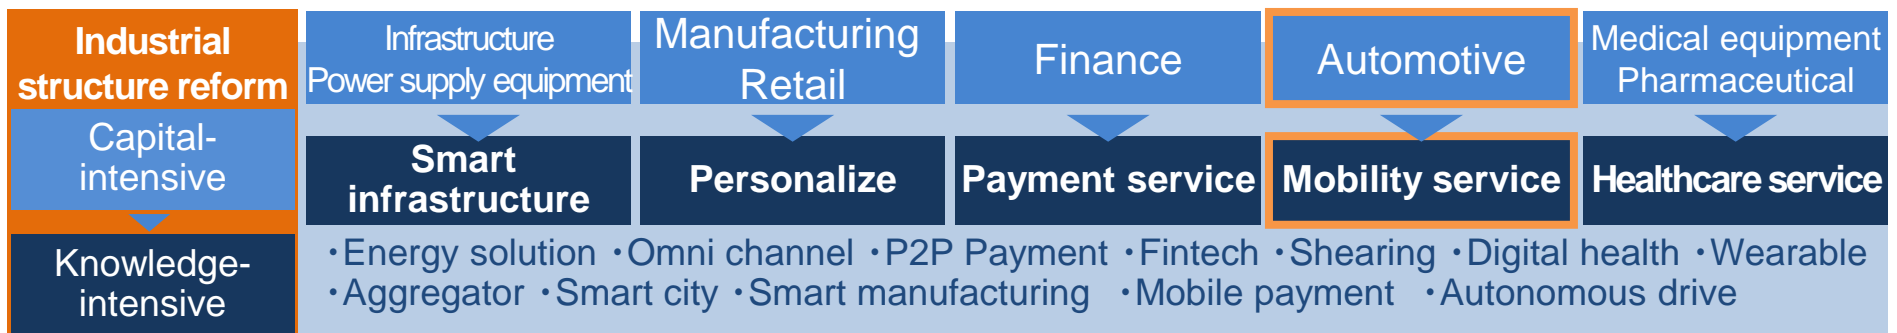 Industrial
structure reform
Capital-
intensive
Knowledge-
intensive
Infrastructure
Power supply equipment
Manufacturing
Retail
Finance
Automotive
Medical equipment
Pharmaceutical
Smart
infrastructure
Personalize
Payment service
Mobility service
Healthcare service
・Energy solution ・Omni channel ・P2P Payment ・Fintech ・Shearing ・Digital health ・Wearable
・Aggregator ・Smart city ・Smart manufacturing ・Mobile payment ・Autonomous drive